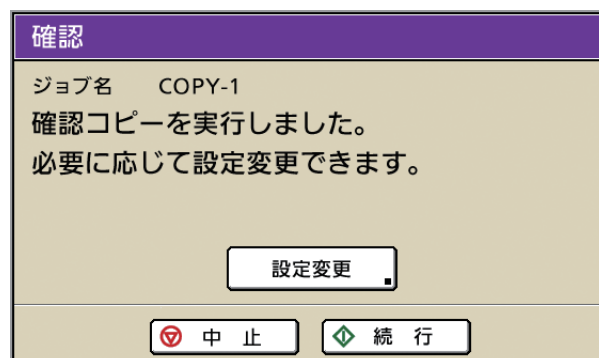 確認
ジョブ名 COPY-1
確認コピーを実行しました。
必要に応じて設定変更できます。
設定変更
中 止 続 行